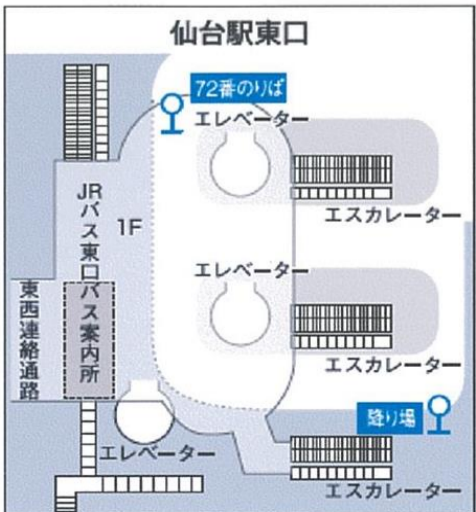 仙台駅東口
72番のりば
エレベーター
エスカレーター
JRバス東口バス案内所
1F
エレベーター
東西連絡通路
エスカレーター
降り場
エレベーター
エスカレーター